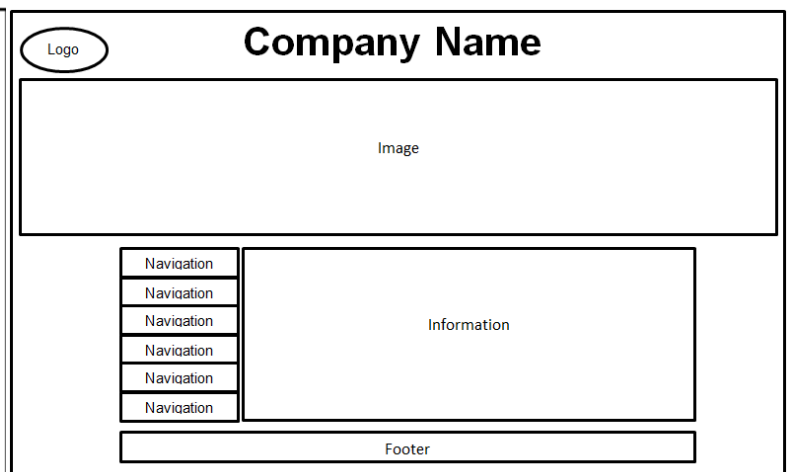 Logo
Company Name
Image
Navigation
Navigation
Navigation
Navigation
Navigation
Navigation
Information
Footer